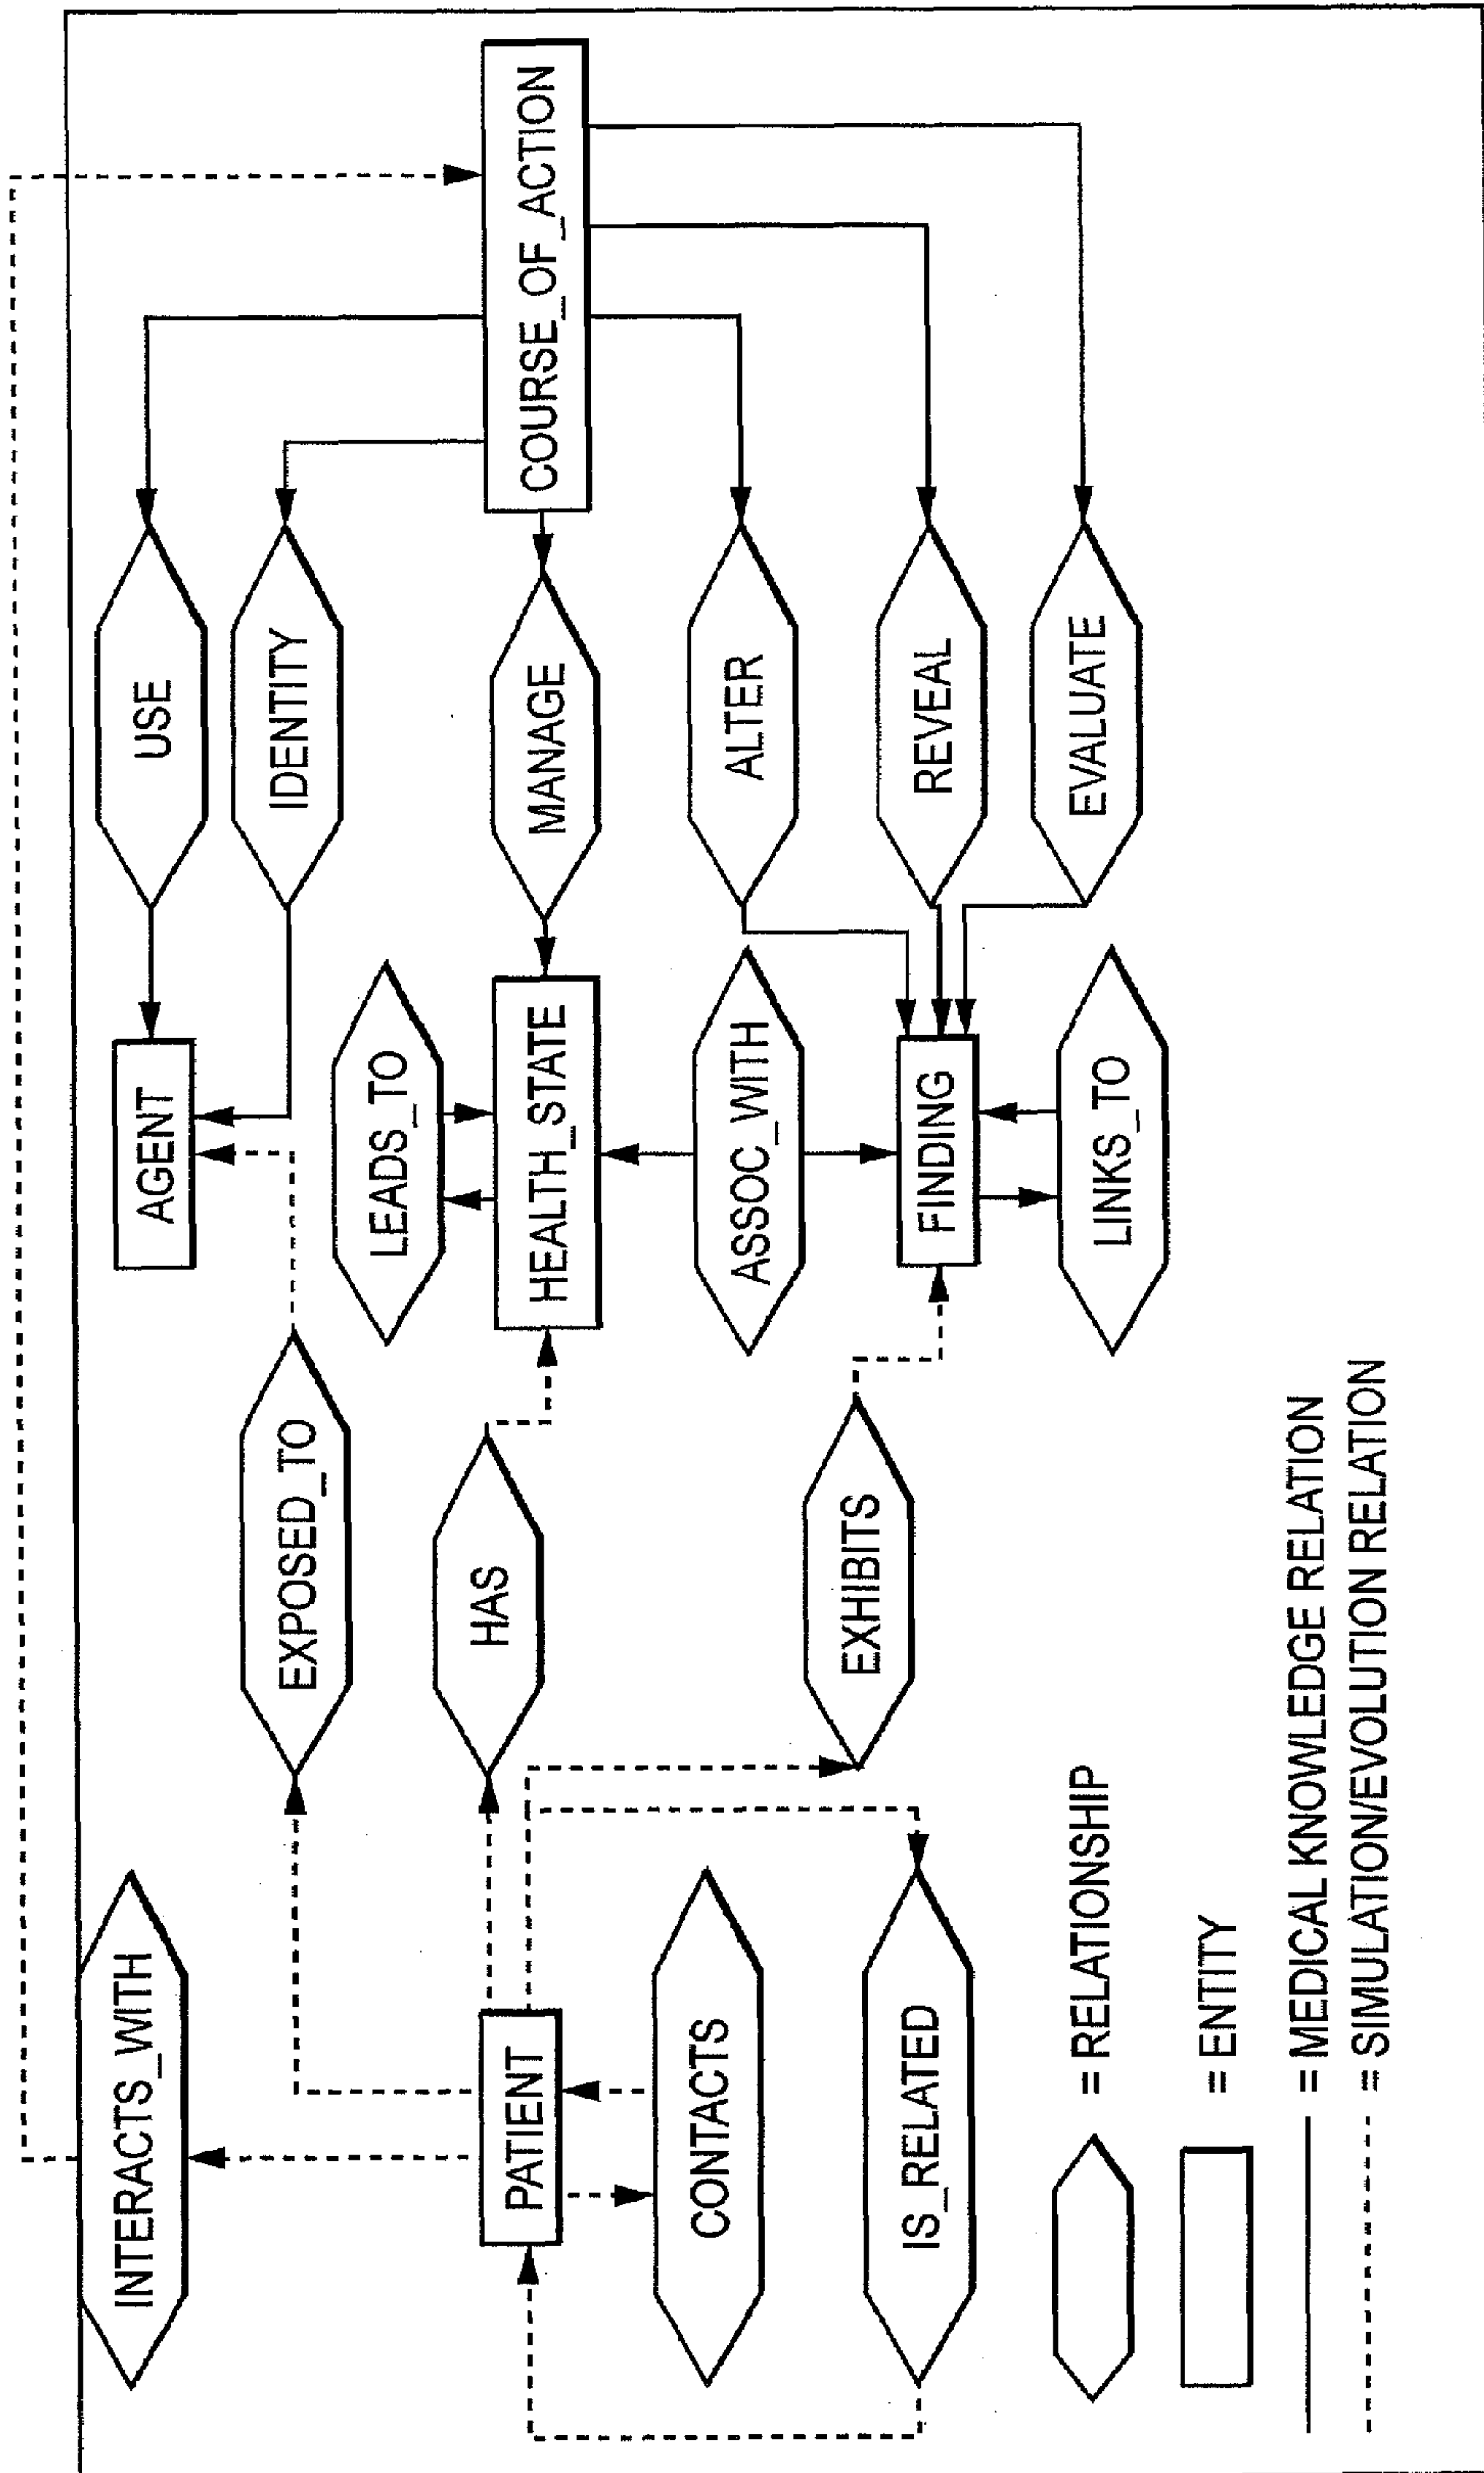 INTERACTS_WITH
USE
AGENT
IDENTITY
EXPOSED_TO
LEADS_TO
HAS
PATIENT
HEALTH_STATE
MANAGE
COURSE_OF_ACTION
CONTACTS
ASSOC_WITH
ALTER
EXHIBITS
IS_RELATED
FINDING
REVEAL
LINKS_TO
EVALUATE
= RELATIONSHIP
= ENTITY
= MEDICAL KNOWLEDGE RELATION
= SIMULATION/EVOLUTION RELATION